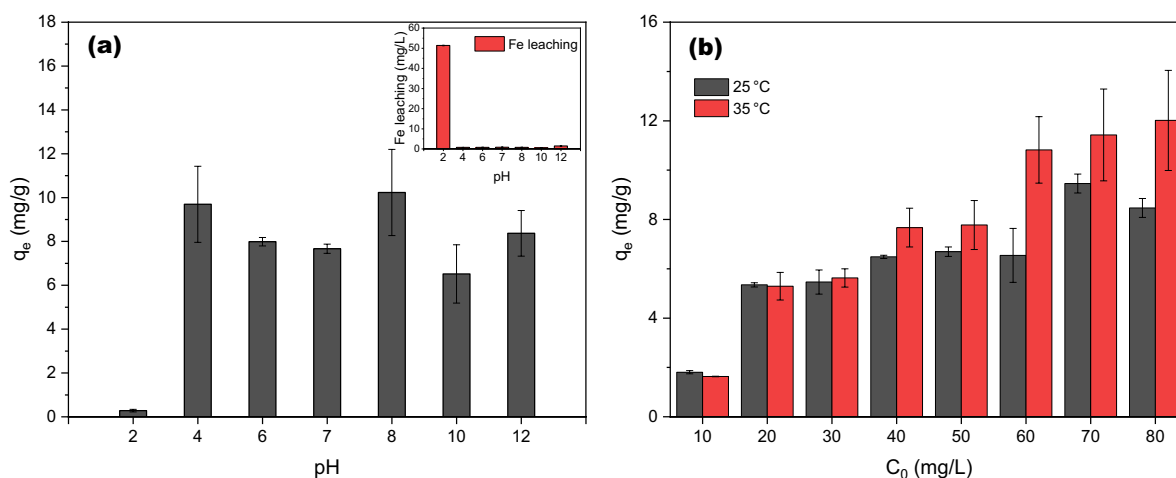 (a)
qe (mg/g)
18
16
14
12
10
8
6
4
2
0
2 4 6 7 8 10 12
pH
Fe leaching (mg/L)
60
50
40
30
20
10
0
Fe leaching
2 4 6 7 8 10 12
pH
(b)
qe (mg/g)
16
12
8
4
0
25 °C
35 °C
10 20 30 40 50 60 70 80
C0 (mg/L)